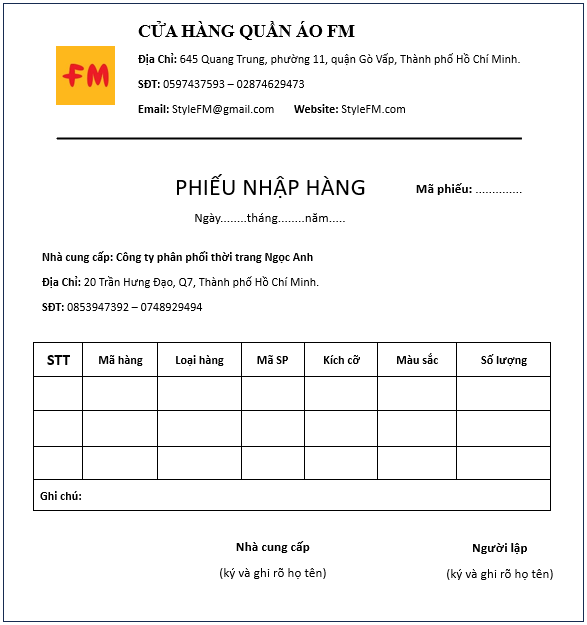 CỬA HÀNG QUẦN ÁO FM
FM
Địa Chỉ: 645 Quang Trung, phường 11, quận Gò Vấp, Thành phố Hồ Chí Minh.
SĐT: 0597437593 – 02874629473
Email: StyleFM@gmail.com Website: StyleFM.com
PHIẾU NHẬP HÀNG Mã phiếu: ..............
Ngày........tháng........năm.....
Nhà cung cấp: Công ty phân phối thời trang Ngọc Anh
Địa Chỉ: 20 Trần Hưng Đạo, Q7, Thành phố Hồ Chí Minh.
SĐT: 0853947392 – 0748929494
STT Mã hàng Loại hàng Mã SP Kích cỡ Màu sắc Số lượng
Ghi chú:
Nhà cung cấp Người lập
(ký và ghi rõ họ tên) (ký và ghi rõ họ tên)